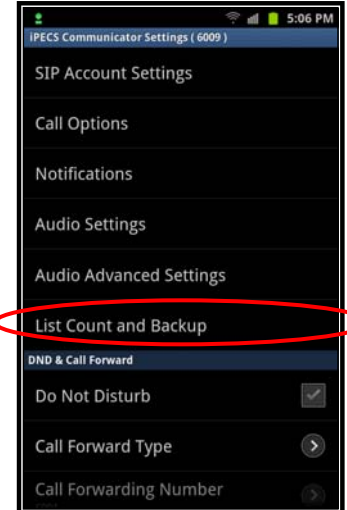 5:06 PM
iPECS Communicator Settings ( 6009 )
SIP Account Settings
Call Options
Notifications
Audio Settings
Audio Advanced Settings
List Count and Backup
DND & Call Forward
Do Not Disturb
Call Forward Type
Call Forwarding Number